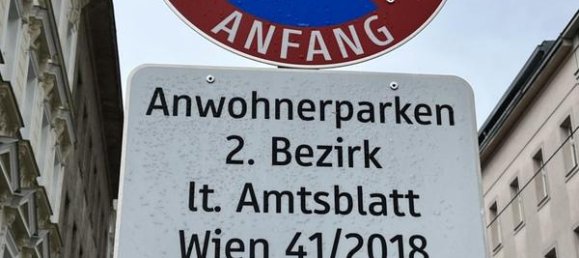 ANFANG
Anwohnerparken
2. Bezirk
lt. Amtsblatt
Wien 41/2018